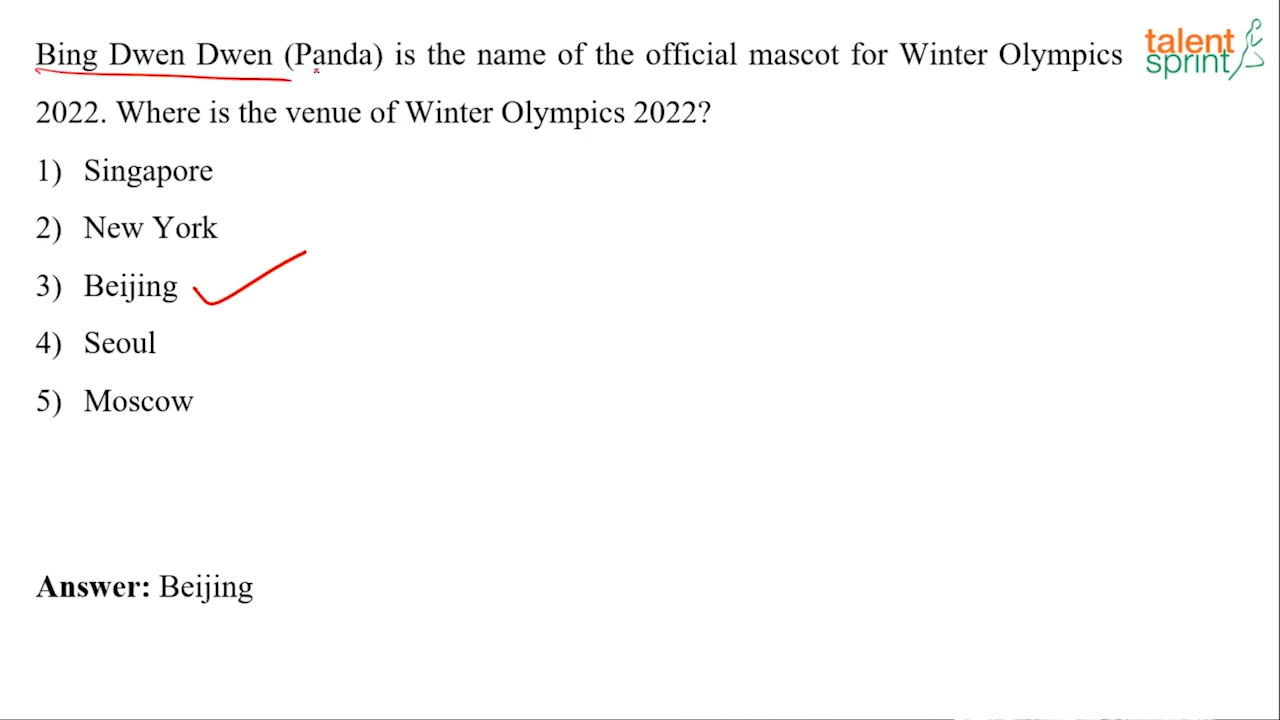 Bing Dwen Dwen (Panda) is the name of the official mascot for Winter Olympics
2022. Where is the venue of Winter Olympics 2022?
1) Singapore
2) New York
3) Beijing
4) Seoul
5) Moscow
Answer: Beijing
talent
sprint